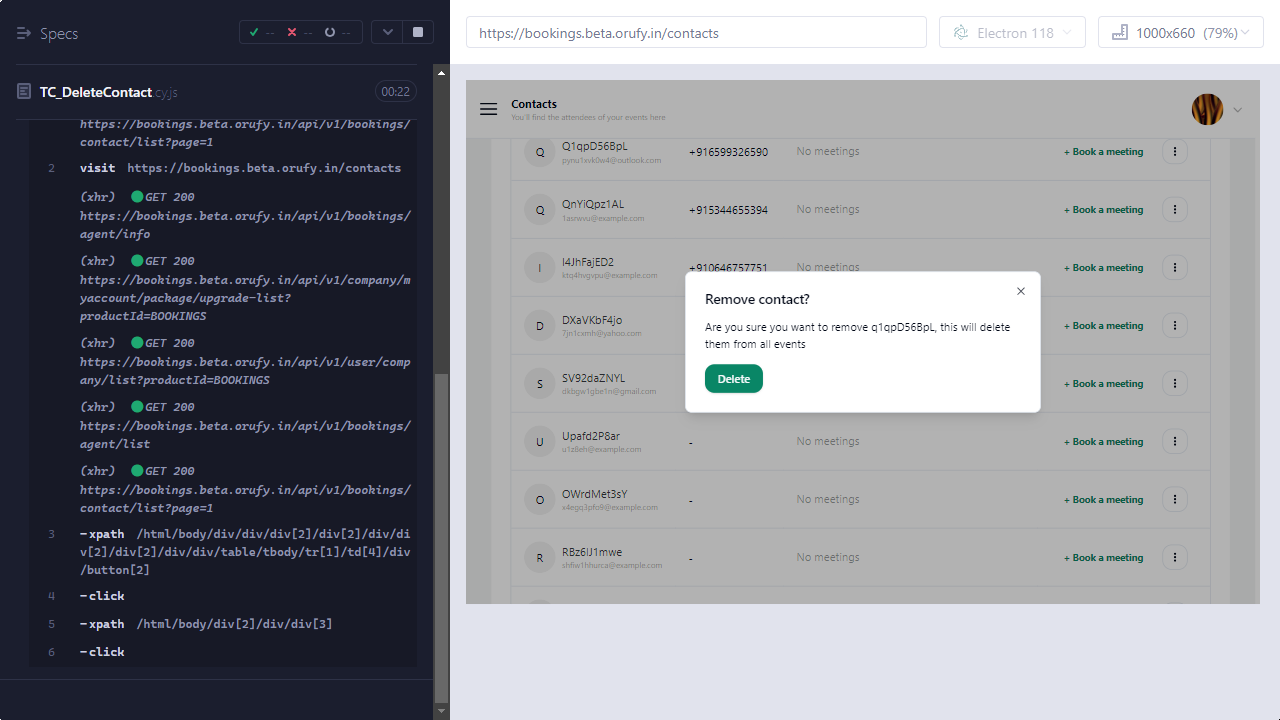 Specs
--
--
--
TC_DeleteContact.cy.js
00:22
https://bookings.beta.orufy.in/api/v1/bookings/
contact/list?page=1
2 visit https://bookings.beta.orufy.in/contacts
(xhr) GET 200
https://bookings.beta.orufy.in/api/v1/bookings/
agent/info
(xhr) GET 200
https://bookings.beta.orufy.in/api/v1/company/m
yaccount/package/upgrade-list?
productId=BOOKINGS
(xhr) GET 200
https://bookings.beta.orufy.in/api/v1/user/comp
any/list?productId=BOOKINGS
(xhr) GET 200
https://bookings.beta.orufy.in/api/v1/bookings/
agent/list
(xhr) GET 200
https://bookings.beta.orufy.in/api/v1/bookings/
contact/list?page=1
3 -xpath /html/body/div/div/div[2]/div[2]/div/di
v[2]/div[2]/div/div/table/tbody/tr[1]/td[4]/div
/button[2]
4 -click
5 -xpath /html/body/div[2]/div/div[3]
6 -click
https://bookings.beta.orufy.in/contacts
Electron 118
1000x660 (79%)
Contacts
You'll find the attendees of your events here
Q Q1qpD56BpL +916599326590 No meetings + Book a meeting
pynu1xvk0w4@outlook.com
Q QnYiQpz1AL +915344655394 No meetings + Book a meeting
1asrwvu@example.com
I I4JhFajED2 +910646757751 No meetings + Book a meeting
ktq4hvgvpu@example.com
D DXaVKbF4jo + Book a meeting
7jn1cxmh@yahoo.com
S SV92daZNYL + Book a meeting
dkbgw1gbe1n@gmail.com
Remove contact?
Are you sure you want to remove q1qpD56BpL, this will delete
them from all events
Delete
U Upafd2P8ar - No meetings + Book a meeting
u1z8eh@example.com
O OWrdMet3sY - No meetings + Book a meeting
x4egq3pfo9@example.com
R RBz6lJ1mwe - No meetings + Book a meeting
shflw1hhurca@example.com